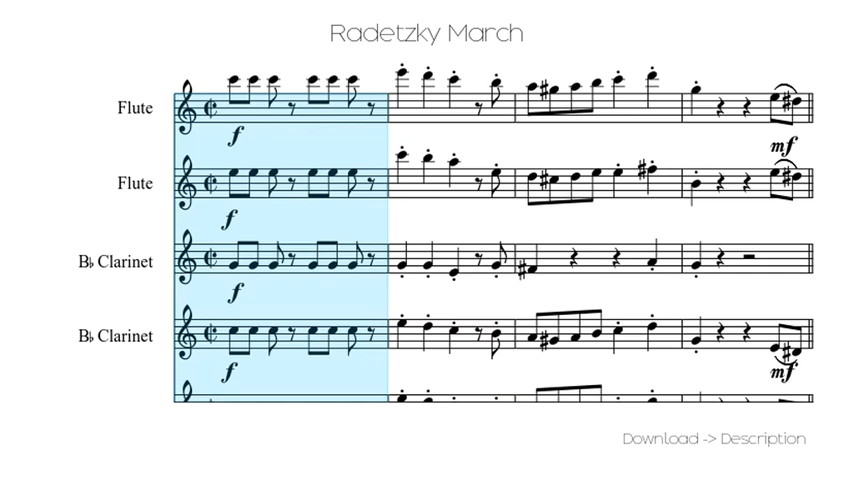 Radetzky March
Flute
f
mf
Flute
f
B♭ Clarinet
f
B♭ Clarinet
f
mf
Download -> Description